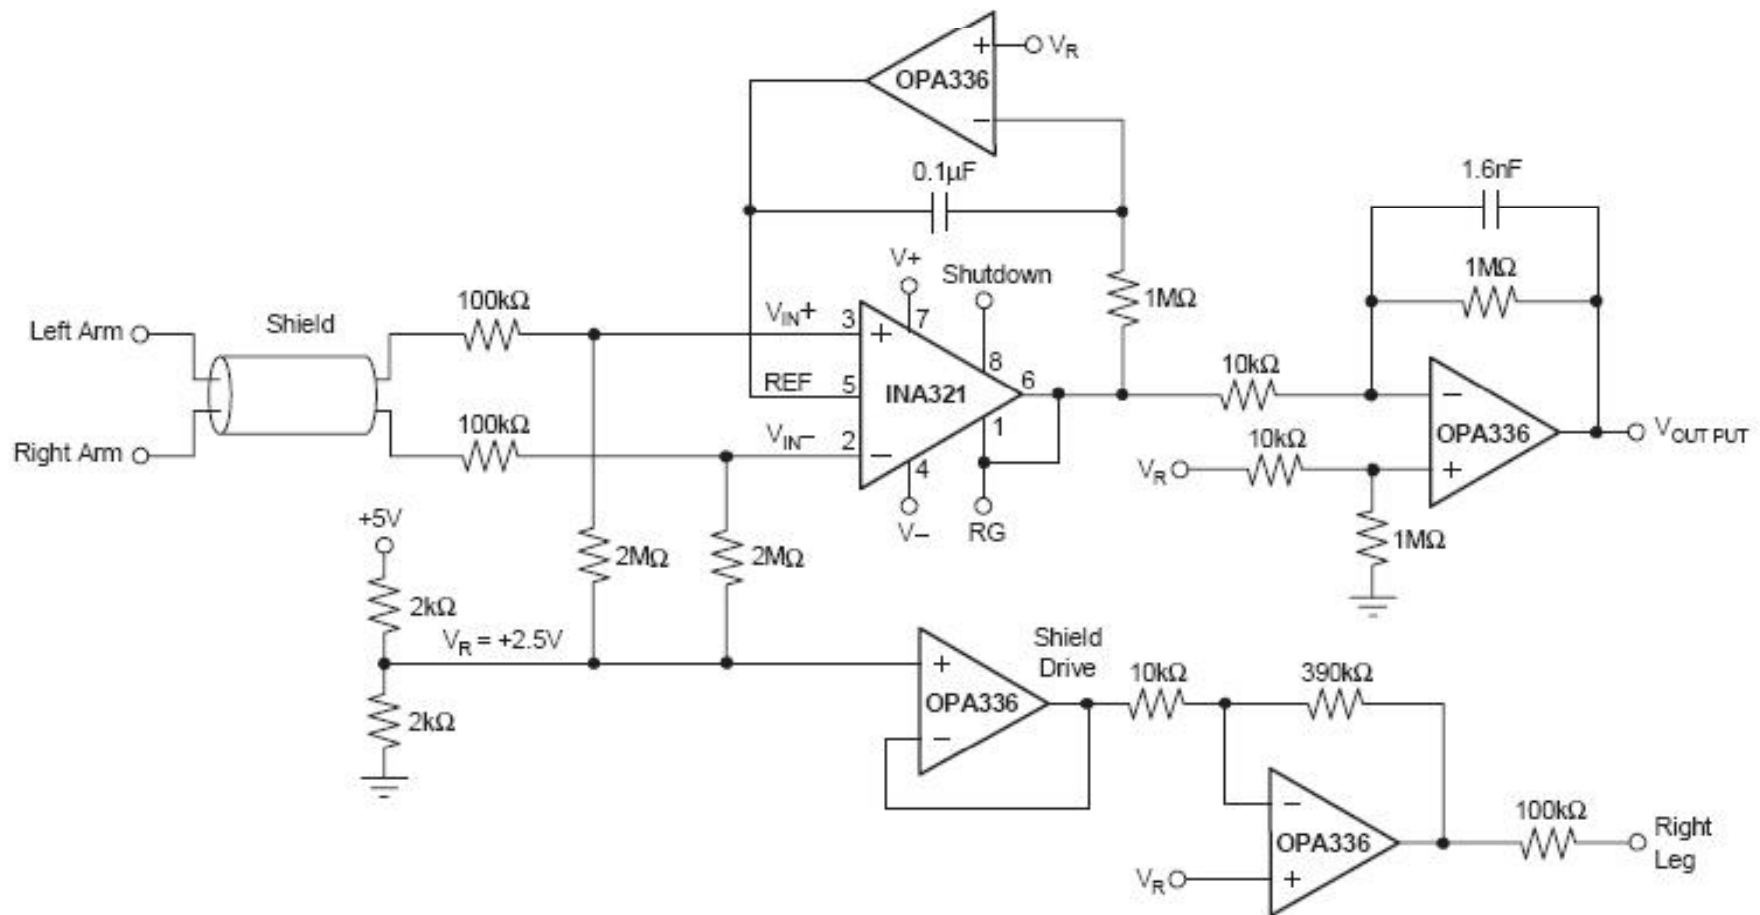 +
V_R
OPA336
−
0.1µF
1.6nF
V+
Shutdown
1MΩ
1MΩ
100kΩ
Left Arm
Shield
V_IN+
3
+
7
8
10kΩ
REF
5
INA321
6
−
100kΩ
1
OPA336
V_OUTPUT
Right Arm
V_IN−
2
−
4
10kΩ
V_R
+
+5V
V−
RG
1MΩ
2MΩ
2MΩ
2kΩ
V_R = +2.5V
Shield
Drive
+
10kΩ
390kΩ
OPA336
2kΩ
−
−
100kΩ
OPA336
Right
Leg
V_R
+